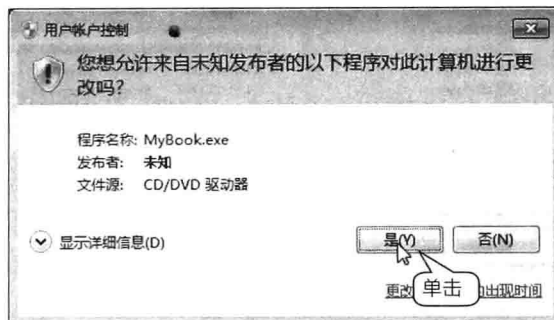 用户帐户控制
您想允许来自未知发布者的以下程序对此计算机进行更
改吗?
程序名称: MyBook.exe
发布者: 未知
文件源: CD/DVD 驱动器
显示详细信息(D)
是(Y)
否(N)
单击
更改
出现时间